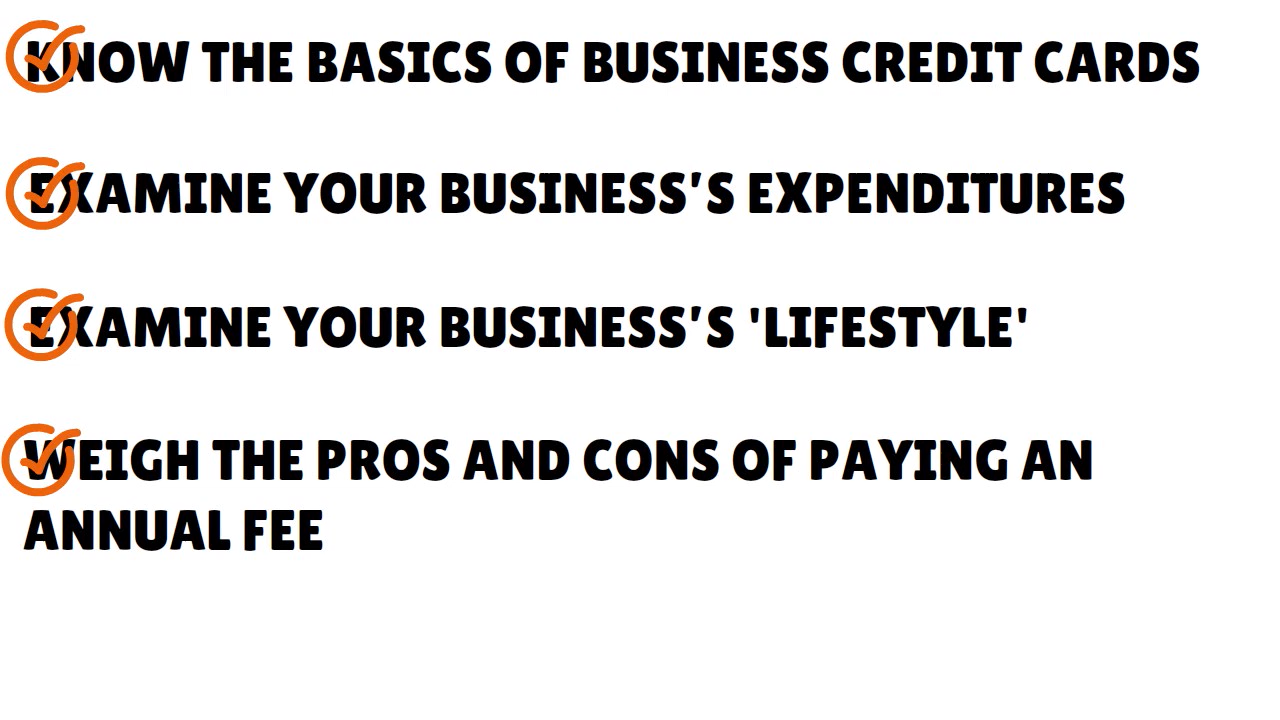 KNOW THE BASICS OF BUSINESS CREDIT CARDS
EXAMINE YOUR BUSINESS'S EXPENDITURES
EXAMINE YOUR BUSINESS'S 'LIFESTYLE'
WEIGH THE PROS AND CONS OF PAYING AN
ANNUAL FEE